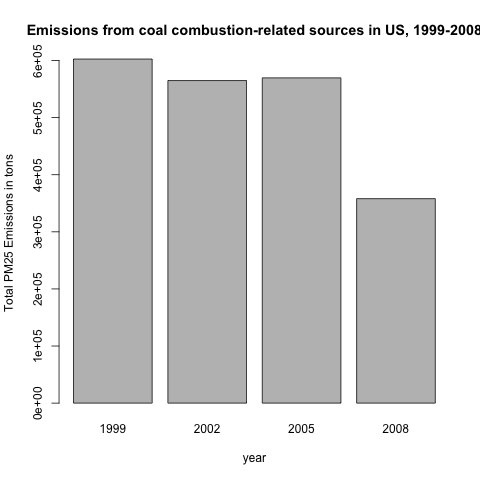 Emissions from coal combustion-related sources in US, 1999-2008
Total PM25 Emissions in tons
6e+05
5e+05
4e+05
3e+05
2e+05
1e+05
0e+00
1999 2002 2005 2008
year